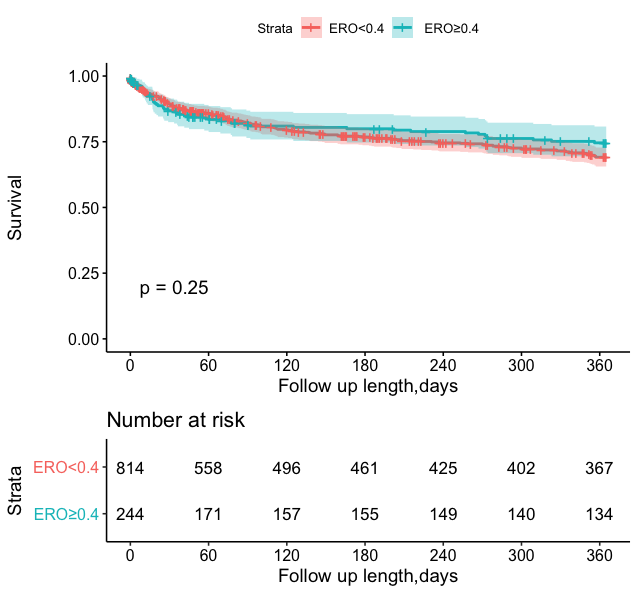 Strata ERO<0.4 ERO≥0.4
Survival
1.00
0.75
0.50
0.25
0.00
p = 0.25
0 60 120 180 240 300 360
Follow up length,days
Number at risk
Strata
ERO<0.4 814 558 496 461 425 402 367
ERO≥0.4 244 171 157 155 149 140 134
0 60 120 180 240 300 360
Follow up length,days